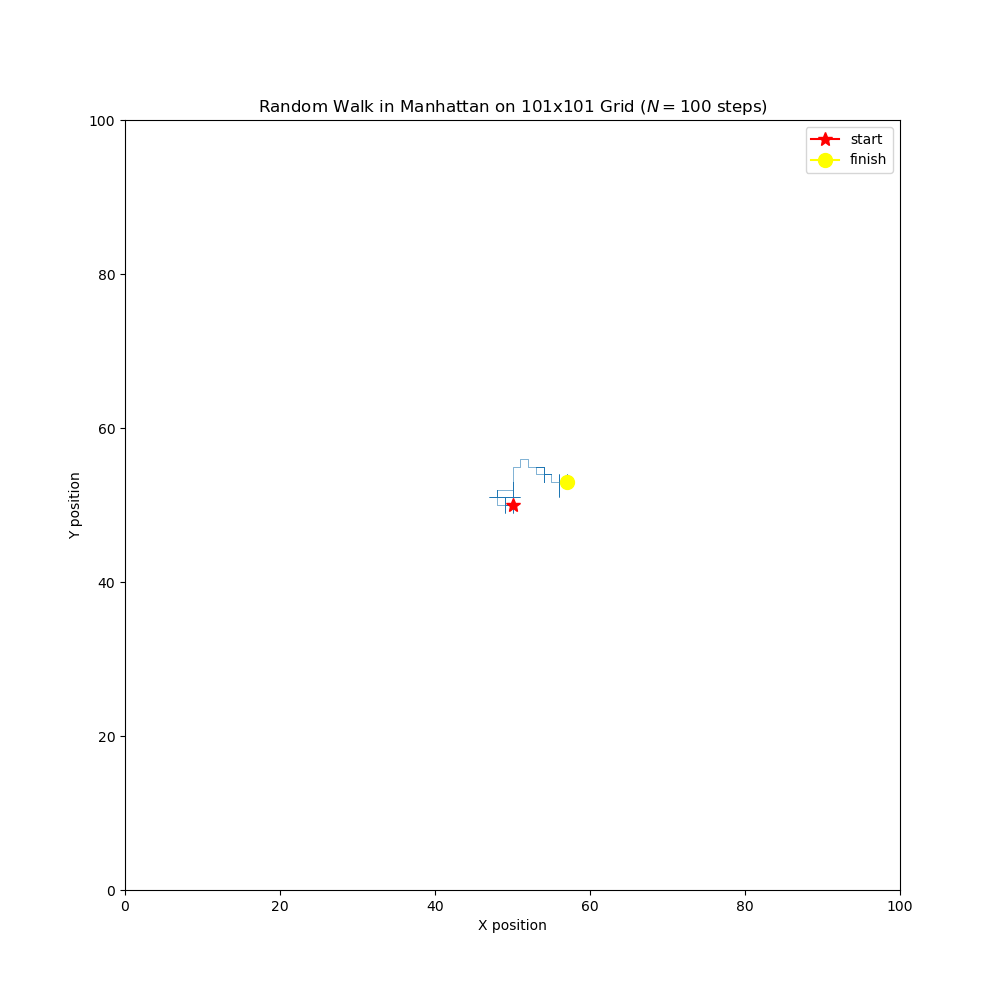 Random Walk in Manhattan on 101x101 Grid (N = 100 steps)
start
finish
Y position
100
80
60
40
20
0
0 20 40 60 80 100
X position